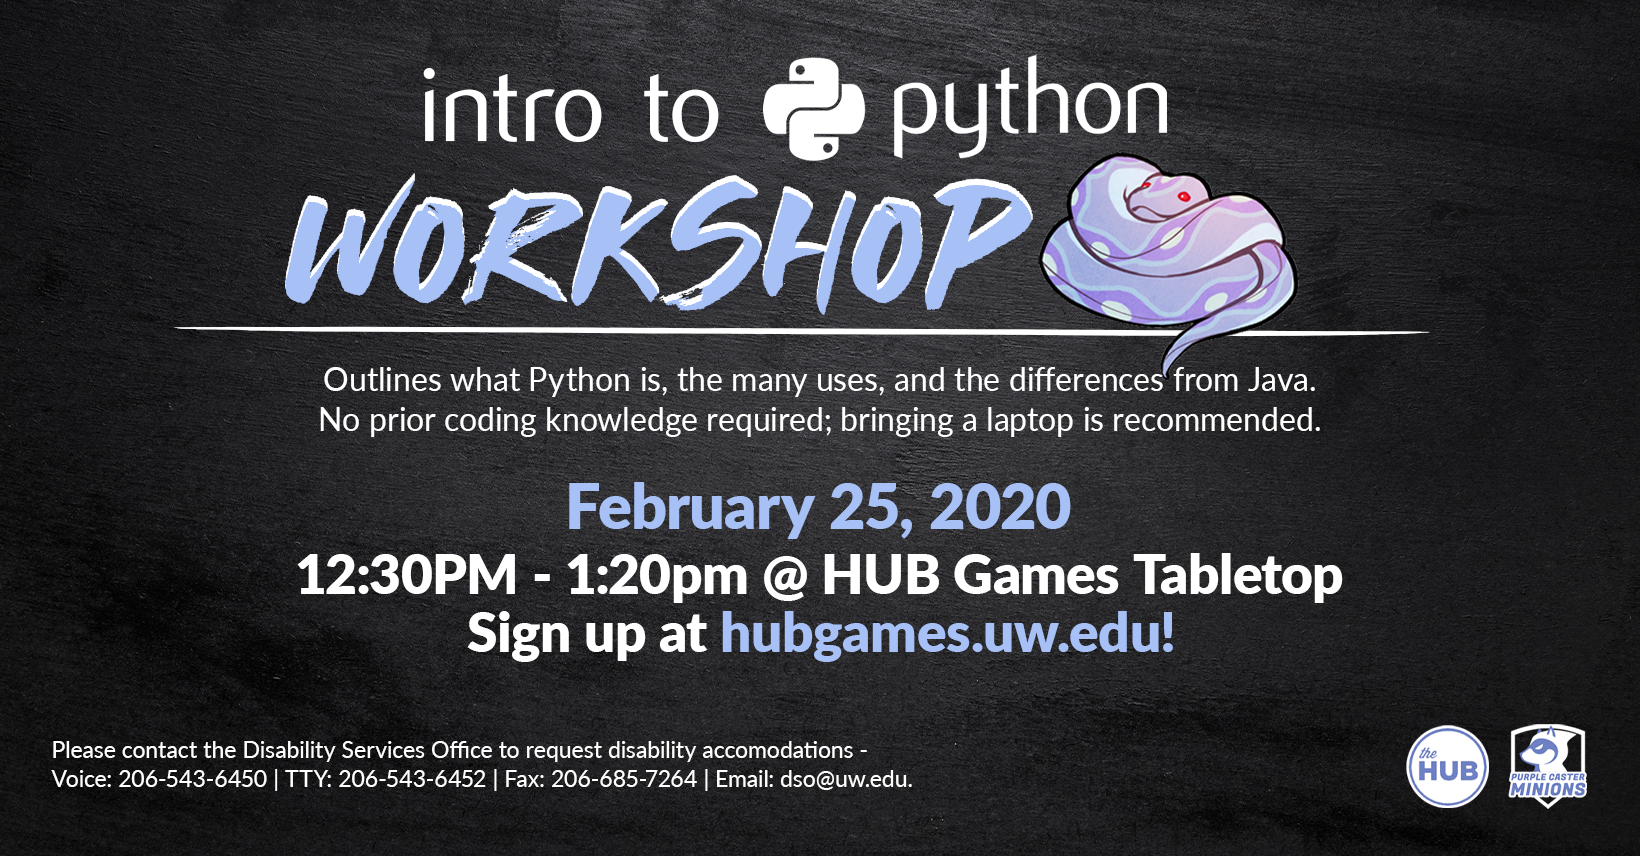 intro to python
WORKSHOP
Outlines what Python is, the many uses, and the differences from Java.
No prior coding knowledge required; bringing a laptop is recommended.
February 25, 2020
12:30PM - 1:20pm @ HUB Games Tabletop
Sign up at hubgames.uw.edu!
Please contact the Disability Services Office to request disability accomodations -
Voice: 206-543-6450 | TTY: 206-543-6452 | Fax: 206-685-7264 | Email: dso@uw.edu.
the
HUB
PURPLE CASTER
MINIONS